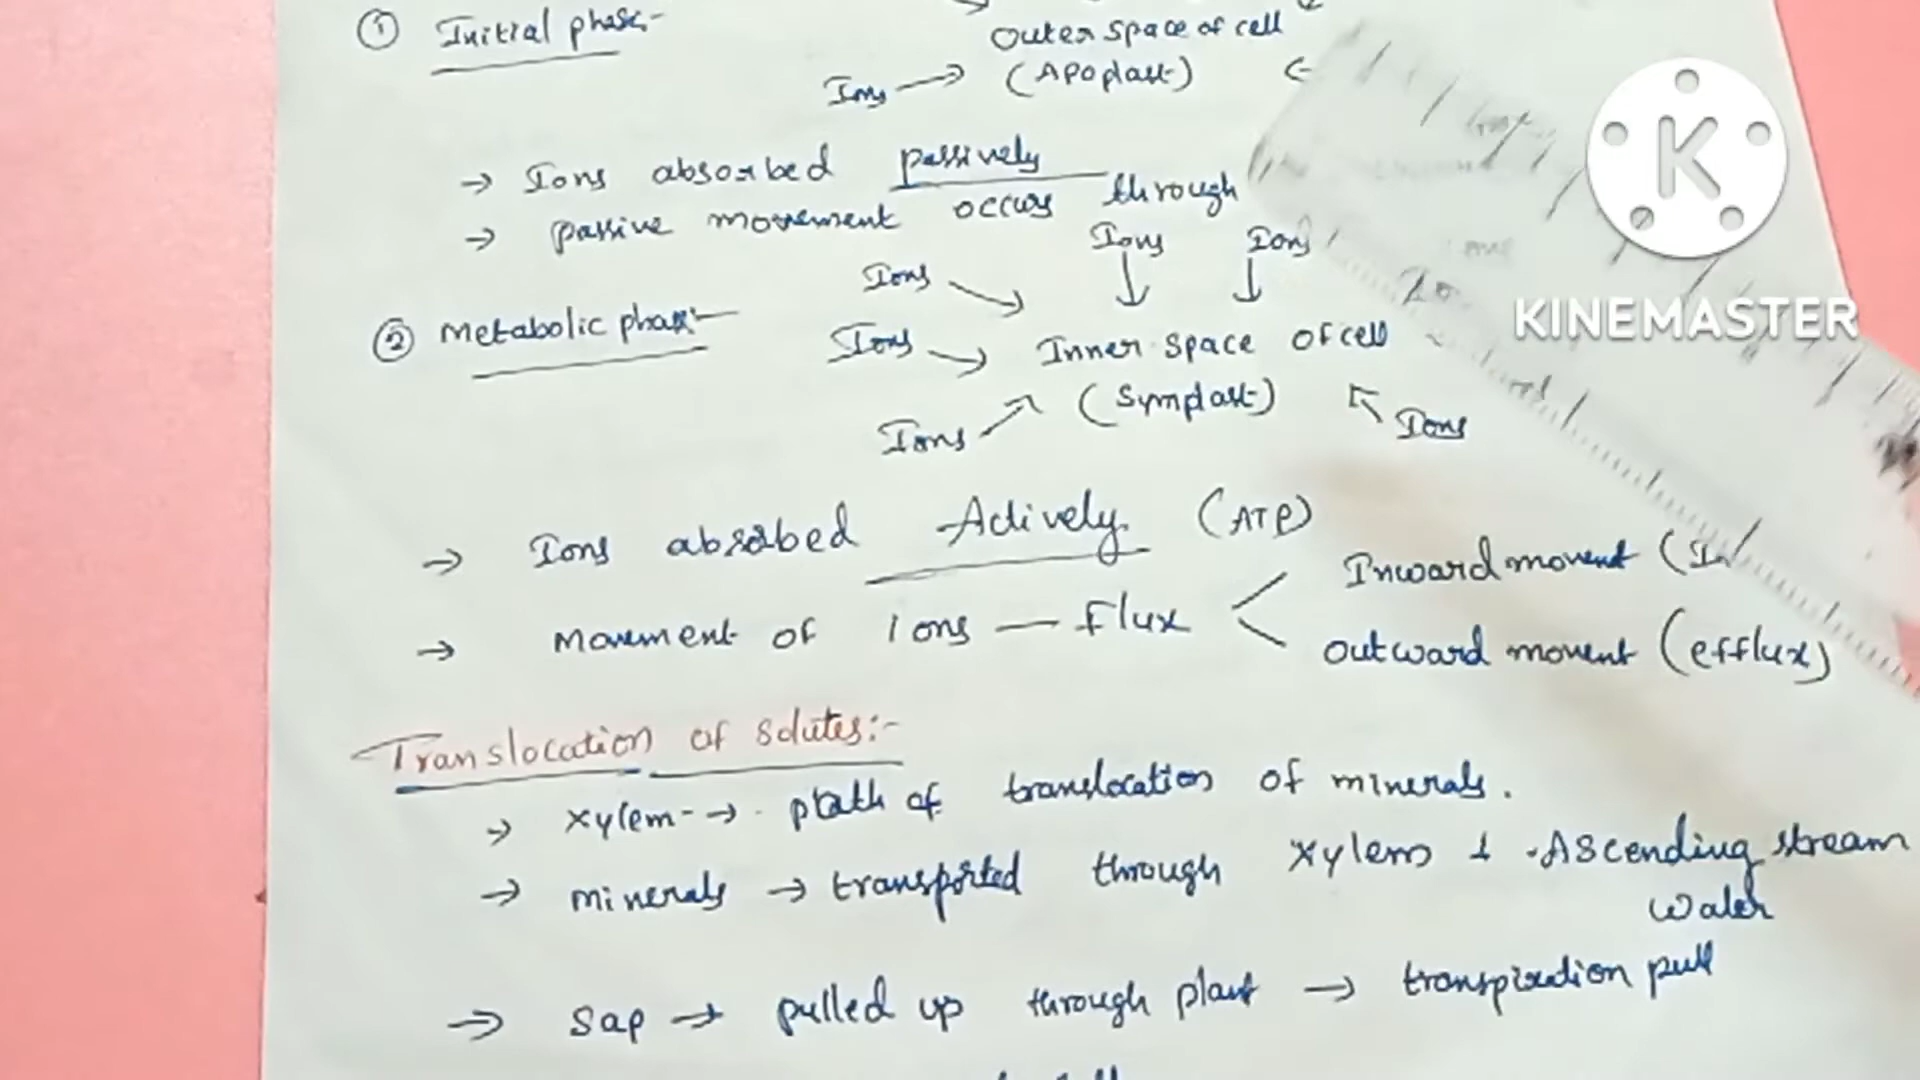 ① Initial phase:-
Outer space of cell
Ions → (Apoplast) ←
→ Ions absorbed passively
→ passive movement occurs through
Ions Ions
Ions
② Metabolic phase:-
Ions → Inner space of cell
(Symplast)
Ions Ions
→ Ions absorbed Actively (ATP)
→ Movement of Ions — Flux < Inward movent (In
Outward movent (efflux)
Translocation of solutes:-
→ xylem-→ path of translocation of minerals.
→ minerals → transported through xylem + Ascending stream
water
→ Sap → pulled up through plant → transpiration pull
K
KINEMASTER